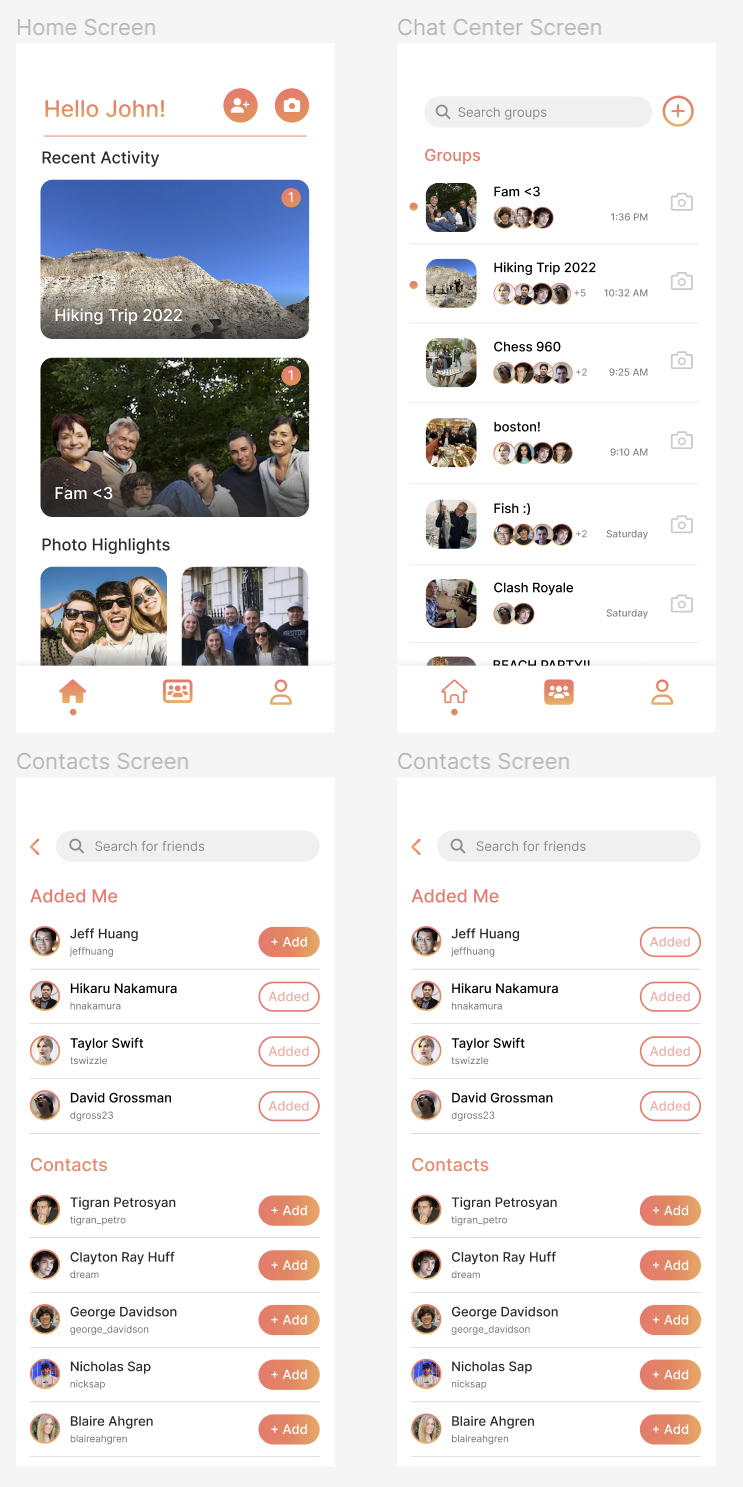 Home Screen
Hello John!
Recent Activity
1
Hiking Trip 2022
1
Fam <3
Photo Highlights
Chat Center Screen
Search groups
Groups
Fam <3
1:36 PM
Hiking Trip 2022
+5 10:32 AM
Chess 960
+2 9:25 AM
boston!
9:10 AM
Fish :)
+2 Saturday
Clash Royale
Saturday
BEACH PARTY!!
Contacts Screen
Search for friends
Added Me
Jeff Huang
jeffhuang
+ Add
Hikaru Nakamura
hnakamura
Added
Taylor Swift
tswizzle
Added
David Grossman
dgross23
Added
Contacts
Tigran Petrosyan
tigran_petro
+ Add
Clayton Ray Huff
dream
+ Add
George Davidson
george_davidson
+ Add
Nicholas Sap
nicksap
+ Add
Blaire Ahgren
blaireahgren
+ Add
Contacts Screen
Search for friends
Added Me
Jeff Huang
jeffhuang
Added
Hikaru Nakamura
hnakamura
Added
Taylor Swift
tswizzle
Added
David Grossman
dgross23
Added
Contacts
Tigran Petrosyan
tigran_petro
+ Add
Clayton Ray Huff
dream
+ Add
George Davidson
george_davidson
+ Add
Nicholas Sap
nicksap
+ Add
Blaire Ahgren
blaireahgren
+ Add